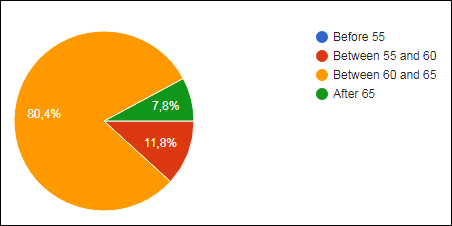 Before 55
Between 55 and 60
Between 60 and 65
After 65
80,4%
7,8%
11,8%